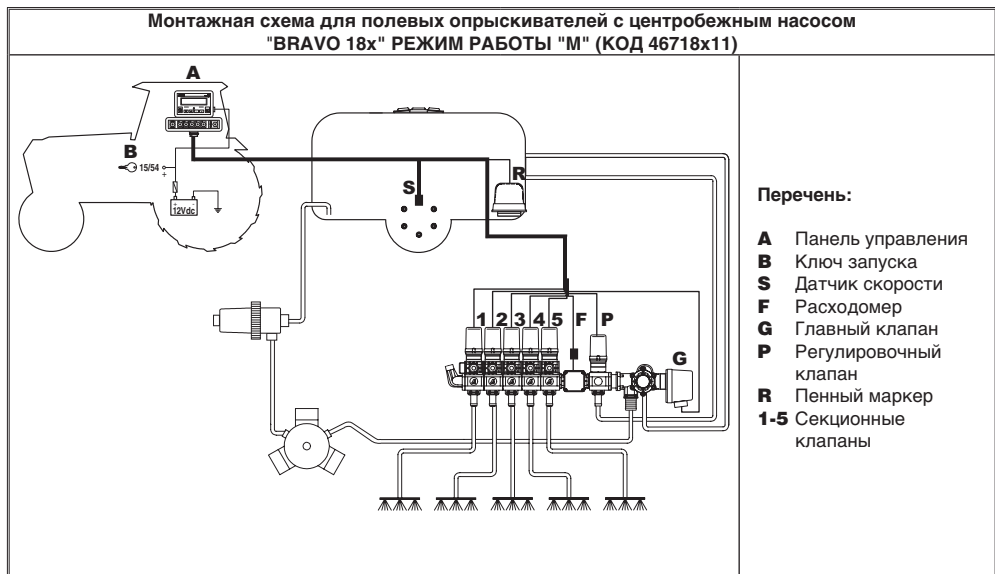 Монтажная схема для полевых опрыскивателей с центробежным насосом
"BRAVO 18x" РЕЖИМ РАБОТЫ "М" (КОД 46718x11)
A
B
15/54
+
- +
12Vdc
S
R
1 2 3 4 5 F P
G
Перечень:
A Панель управления
B Ключ запуска
S Датчик скорости
F Расходомер
G Главный клапан
P Регулировочный
клапан
R Пенный маркер
1-5 Секционные
клапаны